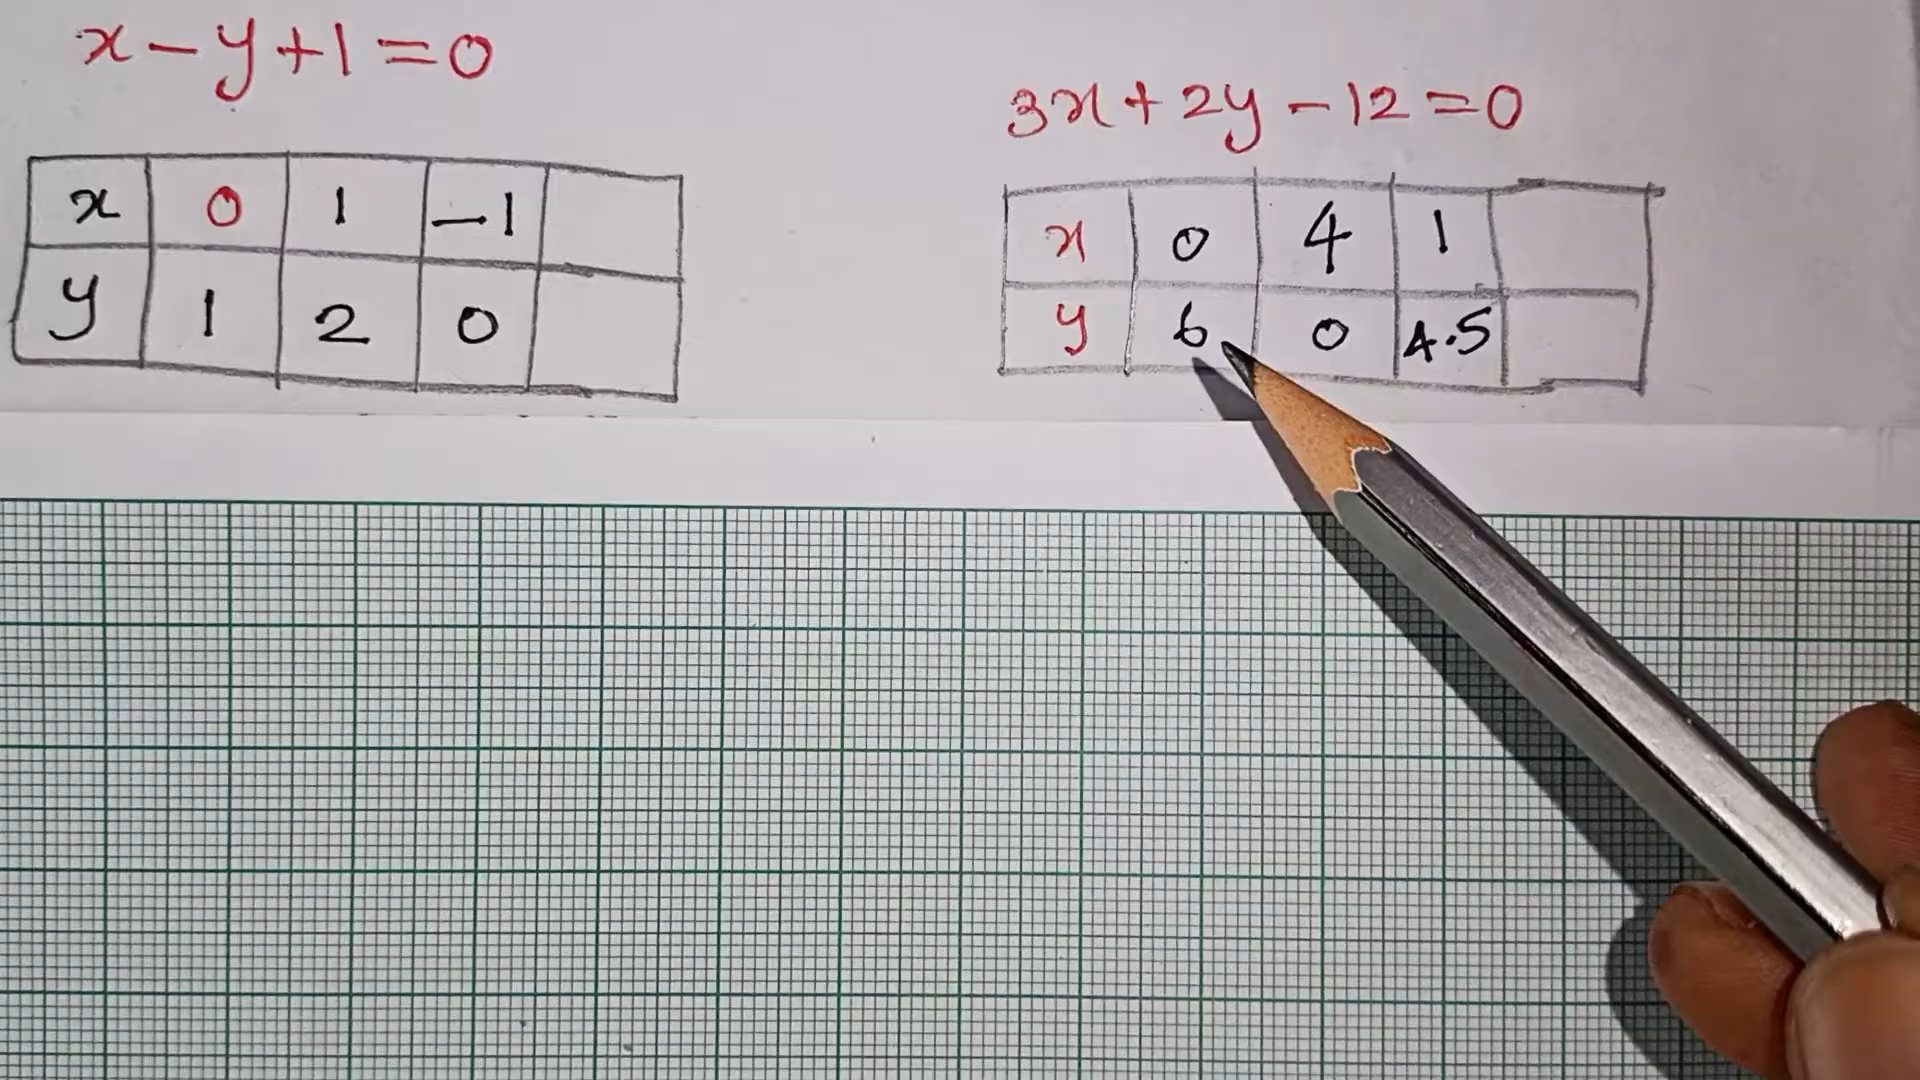 x - y + 1 = 0
x 0 1 -1
y 1 2 0
3x + 2y - 12 = 0
x 0 4 1
y 6 0 4.5